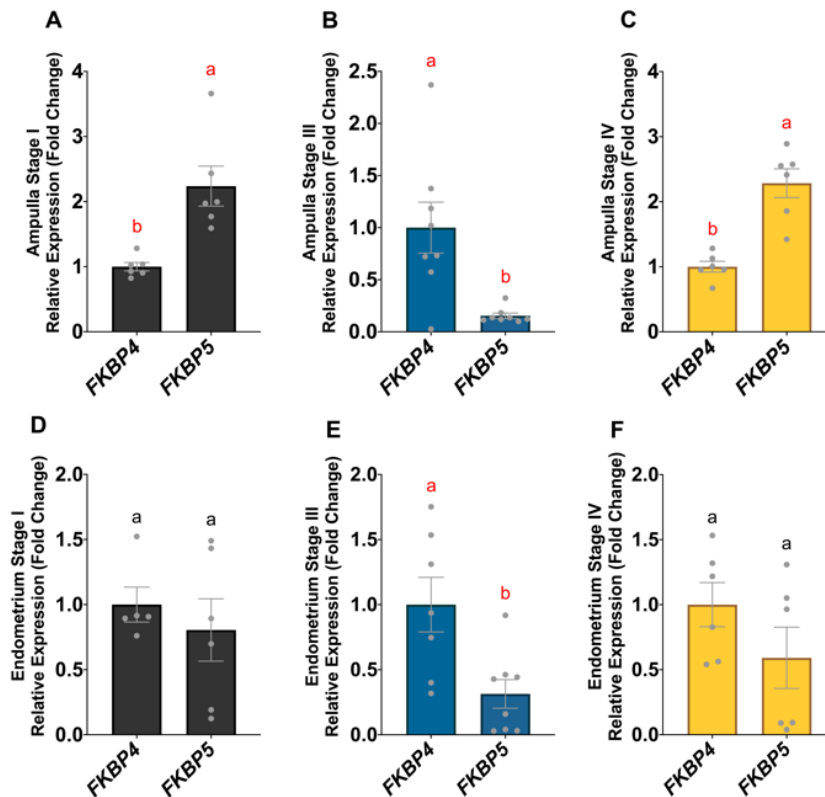 A
Ampulla Stage I
Relative Expression (Fold Change)
4
3
2
1
0
b
a
FKBP4
FKBP5
B
Ampulla Stage III
Relative Expression (Fold Change)
2.5
2.0
1.5
1.0
0.5
0.0
a
b
FKBP4
FKBP5
C
Ampulla Stage IV
Relative Expression (Fold Change)
4
3
2
1
0
b
a
FKBP4
FKBP5
D
Endometrium Stage I
Relative Expression (Fold Change)
2.0
1.5
1.0
0.5
0.0
a
a
FKBP4
FKBP5
E
Endometrium Stage III
Relative Expression (Fold Change)
2.0
1.5
1.0
0.5
0.0
a
b
FKBP4
FKBP5
F
Endometrium Stage IV
Relative Expression (Fold Change)
2.0
1.5
1.0
0.5
0.0
a
a
FKBP4
FKBP5